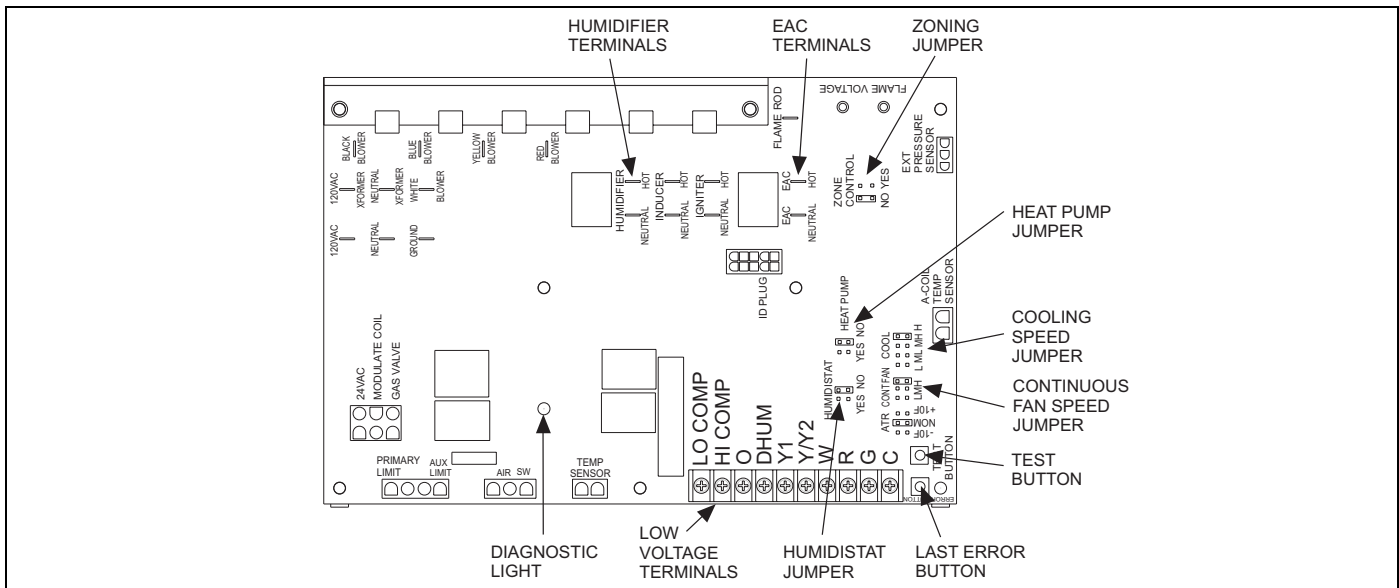 HUMIDIFIER
TERMINALS
EAC
TERMINALS
ZONING
JUMPER
FLAME VOLTAGE
FLAME ROD
BLACK
BLOWER
BLUE
BLOWER
YELLOW
BLOWER
RED
BLOWER
EXT
PRESSURE
SENSOR
120VAC
XFORMER
NEUTRAL
XFORMER
WHITE
BLOWER
HUMIDIFIER
HOT
NEUTRAL
INDUCER
HOT
NEUTRAL
IGNITER
HOT
NEUTRAL
EAC
HOT
EAC
NEUTRAL
ZONE
CONTROL
NO YES
120VAC
NEUTRAL
GROUND
HEAT PUMP
JUMPER
ID PLUG
HEAT PUMP
YES NO
A-COIL
TEMP
SENSOR
COOL
L ML MH H
COOLING
SPEED
JUMPER
24VAC
MODULATE COIL
GAS VALVE
HUMIDISTAT
YES NO
CONT FAN
LMH
CONTINUOUS
FAN SPEED
JUMPER
ATR
+10F
NOMI
-10F
PRIMARY
LIMIT
AUX
LIMIT
AIR SW
TEMP
SENSOR
LO COMP
HI COMP
O
DHUM
Y1
Y/Y2
W
R
G
C
TEST
BUTTON
TEST
BUTTON
ERROR BUTTON
DIAGNOSTIC
LIGHT
LOW
VOLTAGE
TERMINALS
HUMIDISTAT
JUMPER
LAST ERROR
BUTTON